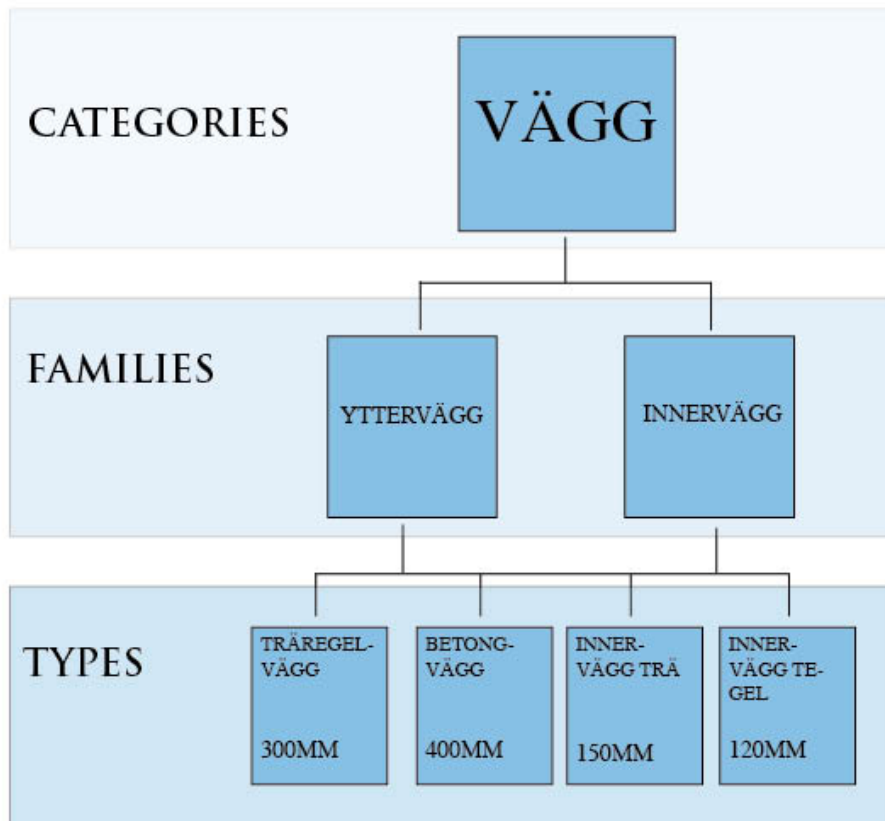 CATEGORIES
VÄGG
FAMILIES
YTTERVÄGG
INNERVÄGG
TYPES
TRÄREGEL-
VÄGG
300MM
BETONG-
VÄGG
400MM
INNER-
VÄGG TRÄ
150MM
INNER-
VÄGG TE-
GEL
120MM